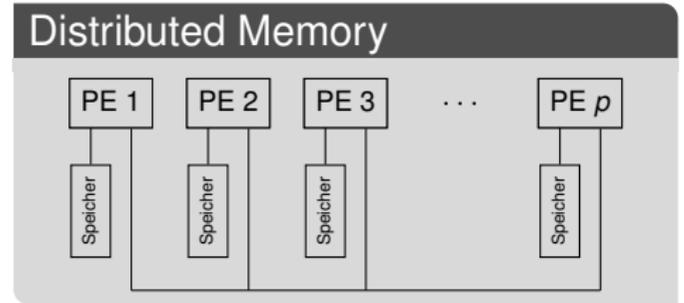 Distributed Memory
PE 1 PE 2 PE 3 . . . PE p
Speicher Speicher Speicher Speicher